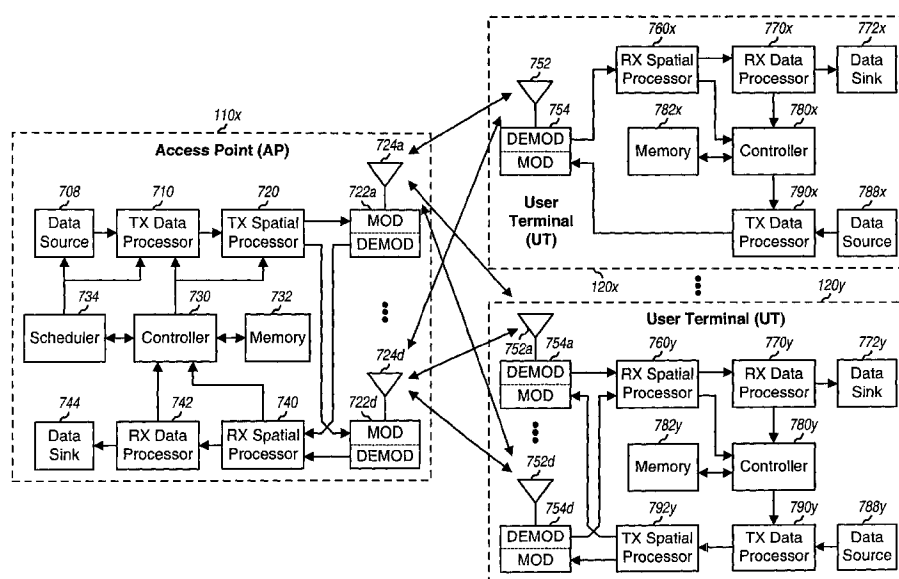 110x
Access Point (AP)
724a
708
710
720
722a
Data
Source
TX Data
Processor
TX Spatial
Processor
MOD
DEMOD
734
730
732
Scheduler
Controller
Memory
724d
744
742
740
722d
Data
Sink
RX Data
Processor
RX Spatial
Processor
MOD
DEMOD
760x
770x
772x
752
RX Spatial
Processor
RX Data
Processor
Data
Sink
754
782x
780x
DEMOD
MOD
Memory
Controller
User
Terminal
(UT)
790x
788x
TX Data
Processor
Data
Source
120x
120y
User Terminal (UT)
752a
754a
760y
770y
772y
DEMOD
MOD
RX Spatial
Processor
RX Data
Processor
Data
Sink
782y
780y
Memory
Controller
752d
754d
792y
790y
788y
DEMOD
MOD
TX Spatial
Processor
TX Data
Processor
Data
Source